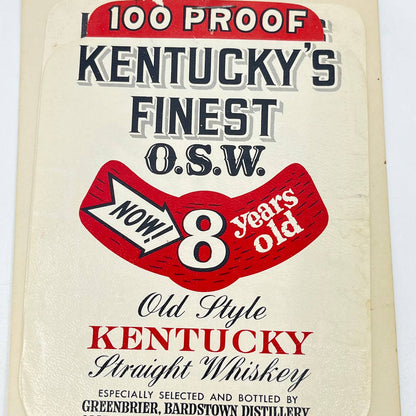 100 PROOF
KENTUCKY'S
FINEST
O.S.W.
NOW!
8 years old
Old Style
KENTUCKY
Straight Whiskey
ESPECIALLY SELECTED AND BOTTLED BY
GREENBRIER, BARDSTOWN DISTILLERY